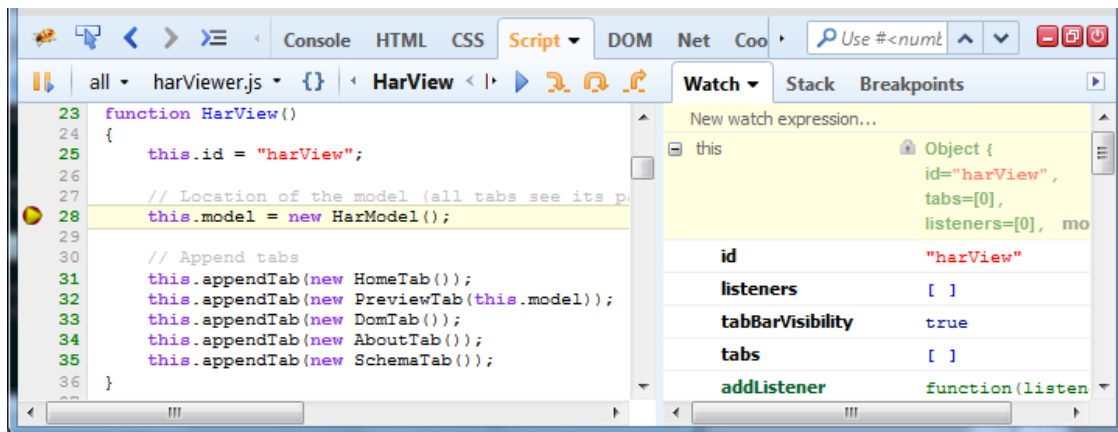 Console HTML CSS Script DOM Net Coo Use #<numb
all harViewer.js {} HarView < Watch Stack Breakpoints
23 function HarView()
24 {
25 this.id = "harView";
26
27 // Location of the model (all tabs see its
28 this.model = new HarModel();
29
30 // Append tabs
31 this.appendTab(new HomeTab());
32 this.appendTab(new PreviewTab(this.model));
33 this.appendTab(new DomTab());
34 this.appendTab(new AboutTab());
35 this.appendTab(new SchemaTab());
36 }
New watch expression...
this Object {
id="harView",
tabs=[0],
listeners=[0], mo
id "harView"
listeners [ ]
tabBarVisibility true
tabs [ ]
addListener function(listen